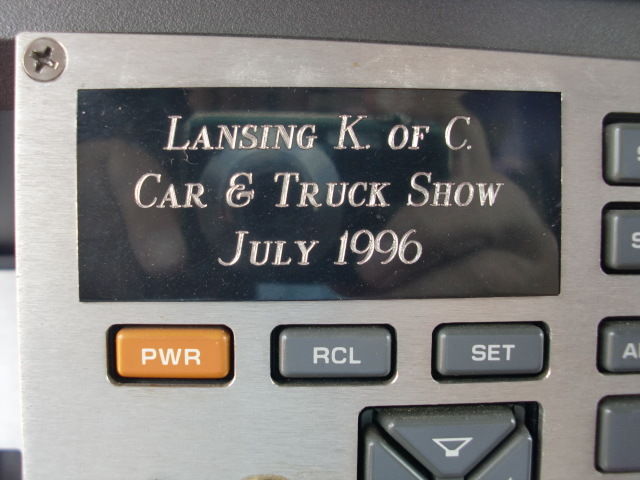 LANSING K. OF C.
CAR & TRUCK SHOW
JULY 1996
PWR
RCL
SET